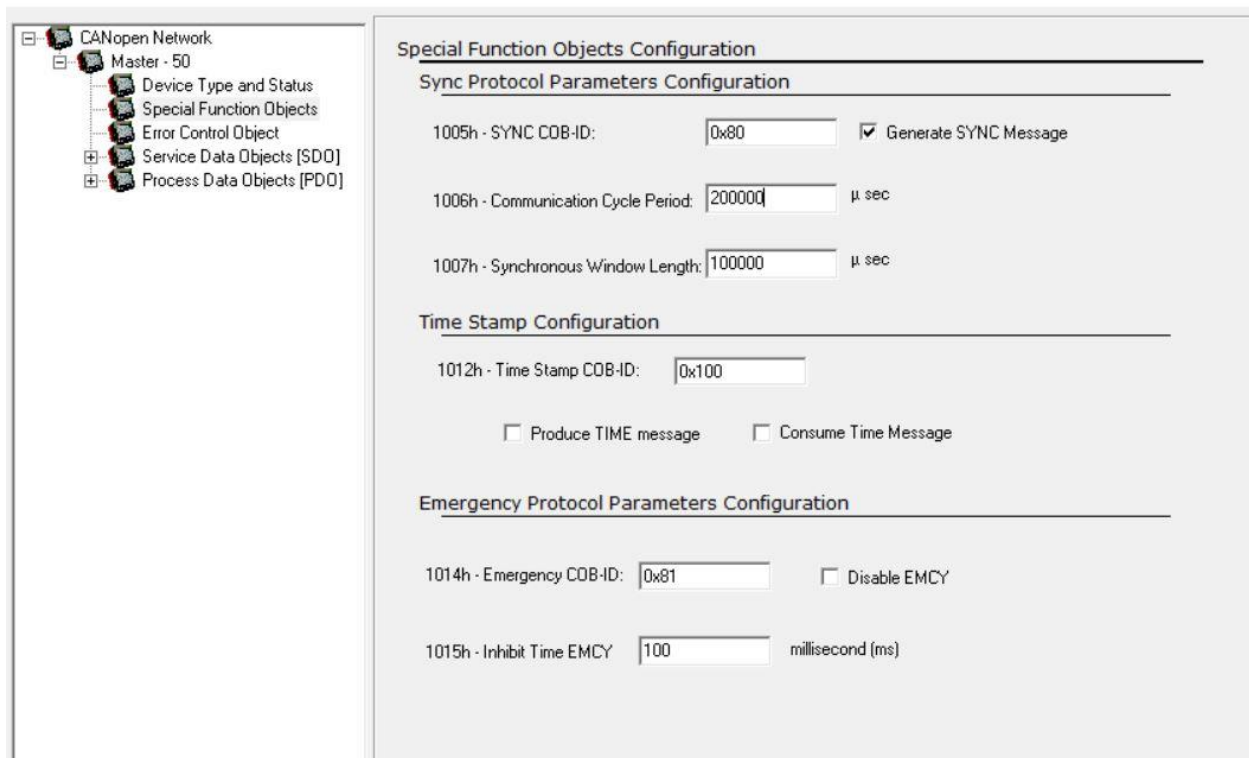 CANopen Network
Master - 50
Device Type and Status
Special Function Objects
Error Control Object
Service Data Objects [SDO]
Process Data Objects [PDO]
Special Function Objects Configuration
Sync Protocol Parameters Configuration
1005h - SYNC COB-ID: 0x80 Generate SYNC Message
1006h - Communication Cycle Period: 200000 µ sec
1007h - Synchronous Window Length: 100000 µ sec
Time Stamp Configuration
1012h - Time Stamp COB-ID: 0x100
Produce TIME message Consume Time Message
Emergency Protocol Parameters Configuration
1014h - Emergency COB-ID: 0x81 Disable EMCY
1015h - Inhibit Time EMCY 100 millisecond (ms)